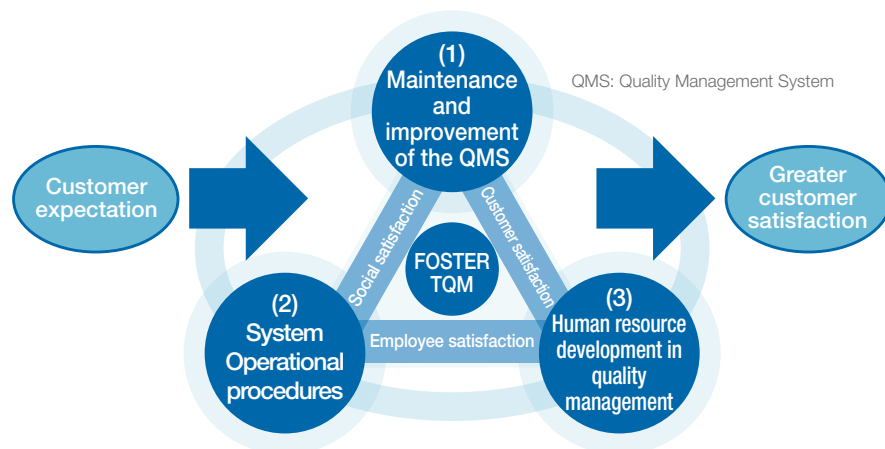 (1)
Maintenance
and
improvement
of the QMS
QMS: Quality Management System
Customer
expectation
Greater
customer
satisfaction
Social satisfaction
Customer satisfaction
FOSTER
TQM
Employee satisfaction
(2)
System
Operational
procedures
(3)
Human resource
development in
quality
management